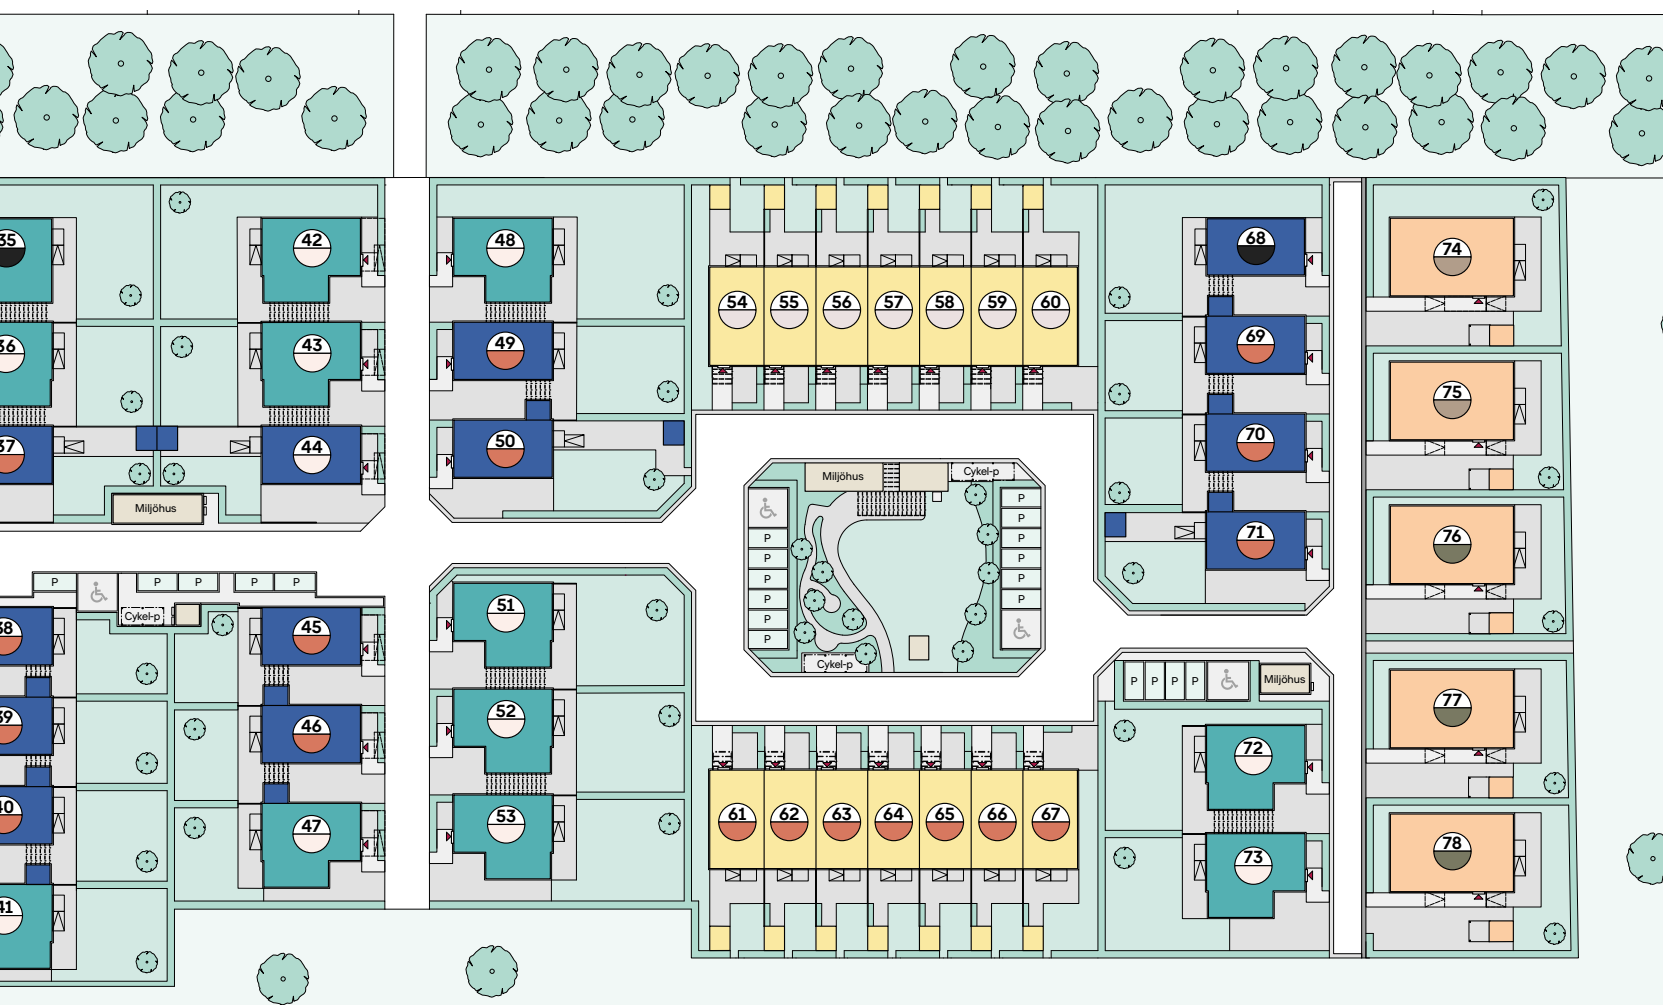 35
42
48
68
74
54 55 56 57 58 59 60
36
43
49
69
75
37
44
50
70
Miljöhus
Cykel-p
P
P
P
P
P
P
P
P
P
P
P
P
Cykel-p
Miljöhus
71
76
P P P P P
Cykel-p
38
45
51
P P P P
Miljöhus
39
46
52
72
77
61 62 63 64 65 66 67
40
47
53
73
78
41